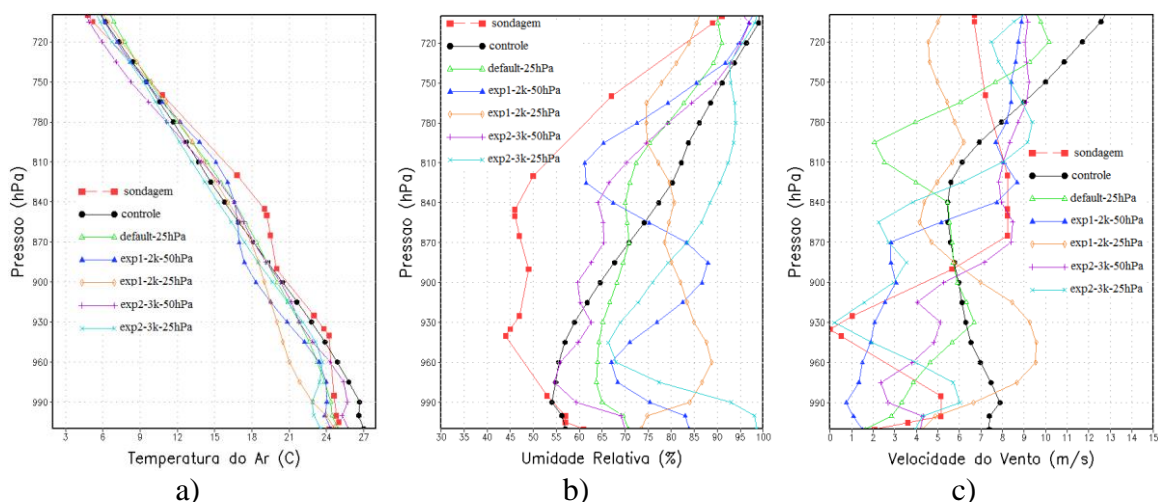 Pressao (hPa)
720
750
780
810
840
870
900
930
960
990
3
6
9
12
15
18
21
24
27
sondagem
controle
default-25hPa
exp1-2k-50hPa
exp1-2k-25hPa
exp2-3k-50hPa
exp2-3k-25hPa
Temperatura do Ar (C)
a)
Pressao (hPa)
720
750
780
810
840
870
900
930
960
990
30
35
40
45
50
55
60
65
70
75
80
85
90
95
100
sondagem
controle
default-25hPa
exp1-2k-50hPa
exp1-2k-25hPa
exp2-3k-50hPa
exp2-3k-25hPa
Umidade Relativa (%)
b)
Pressao (hPa)
720
750
780
810
840
870
900
930
960
990
0
1
2
3
4
5
6
7
8
9
10
11
12
13
14
15
sondagem
controle
default-25hPa
exp1-2k-50hPa
exp1-2k-25hPa
exp2-3k-50hPa
exp2-3k-25hPa
Velocidade do Vento (m/s)
c)